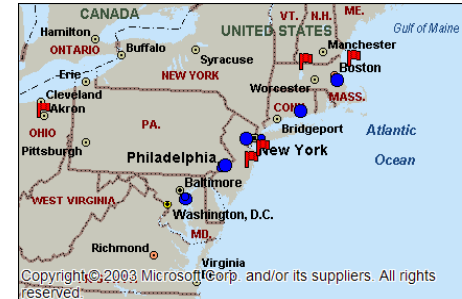 CANADA
VT.
N.H.
ME.
Hamilton
UNITED STATES
Gulf of Maine
ONTARIO
Buffalo
Syracuse
Manchester
NEW YORK
Erie
Worcester
Boston
Cleveland
Akron
CONN.
MASS.
OHIO
PA.
Bridgeport
Atlantic
Pittsburgh
Philadelphia
New York
Ocean
Baltimore
WEST VIRGINIA
Washington, D.C.
MD.
Richmond
Virginia
Copyright © 2003 Microsoft Corp. and/or its suppliers. All rights
reserved